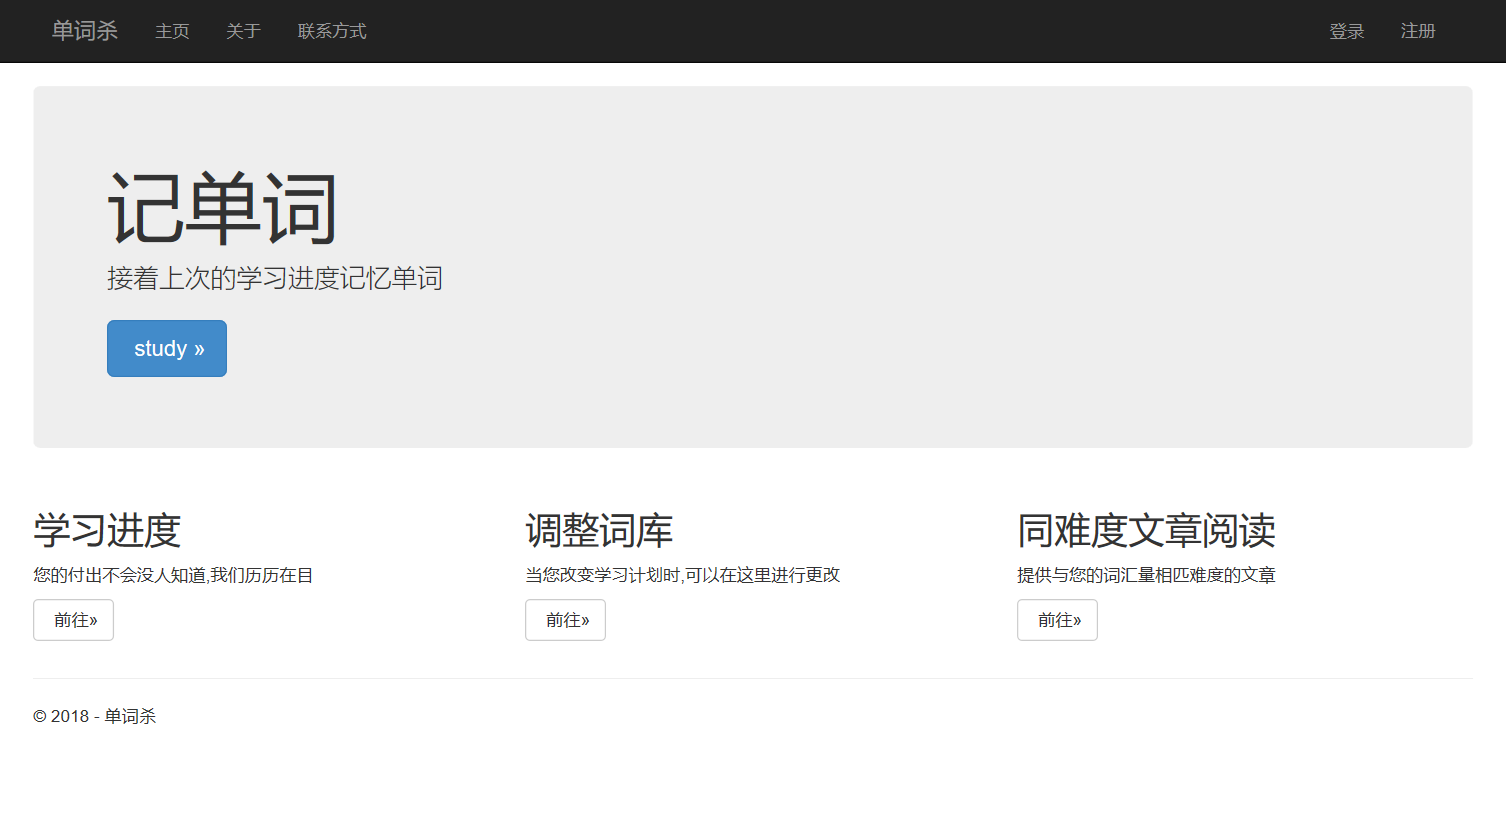 单词杀 主页 关于 联系方式 登录 注册
记单词
接着上次的学习进度记忆单词
study »
学习进度
您的付出不会没人知道,我们历历在目
前往»
调整词库
当您改变学习计划时,可以在这里进行更改
前往»
同难度文章阅读
提供与您的词汇量相匹难度的文章
前往»
© 2018 - 单词杀